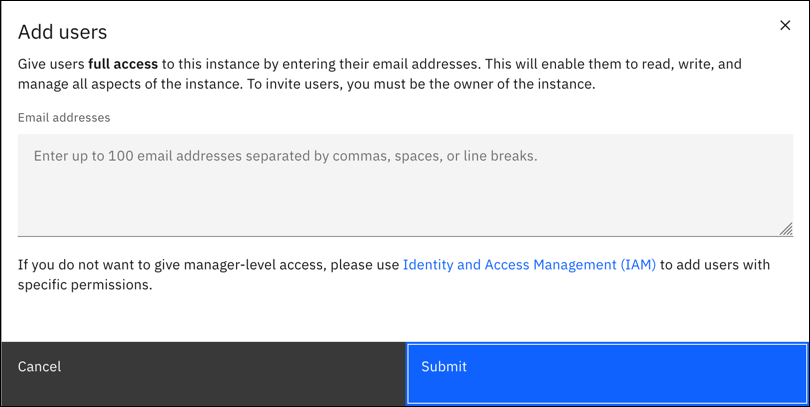 Add users
Give users full access to this instance by entering their email addresses. This will enable them to read, write, and
manage all aspects of the instance. To invite users, you must be the owner of the instance.
Email addresses
Enter up to 100 email addresses separated by commas, spaces, or line breaks.
If you do not want to give manager-level access, please use Identity and Access Management (IAM) to add users with
specific permissions.
Cancel
Submit